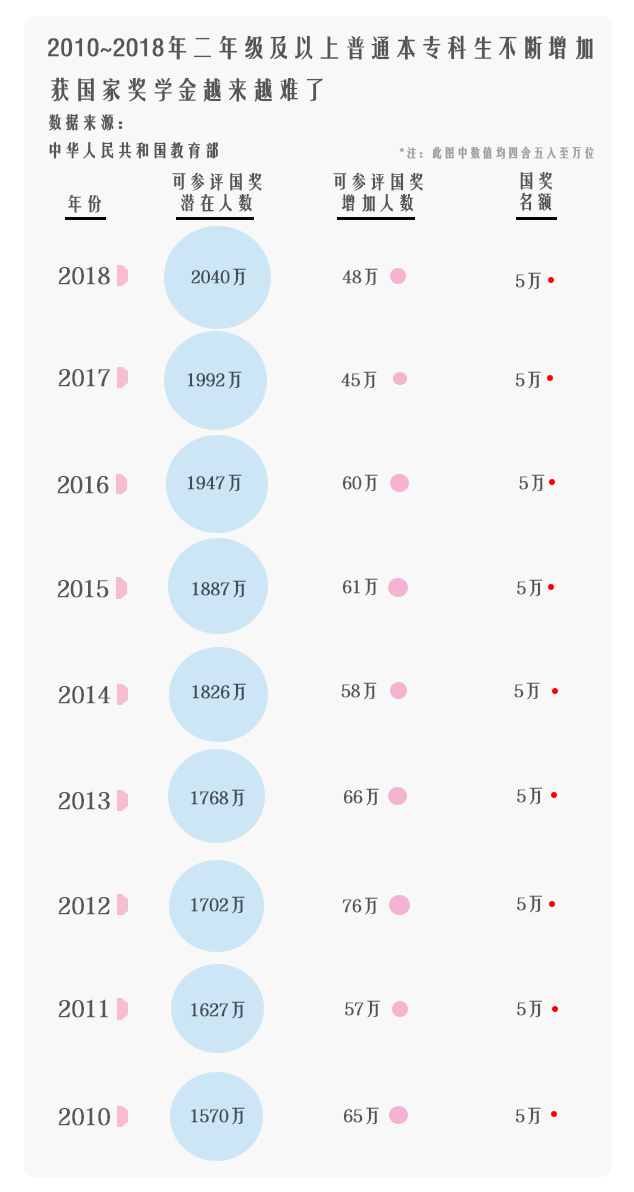 2010~2018年二年级及以上普通本专科生不断增加
获国家奖学金越来越难了
数据来源：
中华人民共和国教育部
*注：此图中数值均四舍五入至万位
年份
可参评国奖
潜在人数
可参评国奖
增加人数
国奖
名额
2018 2040万 48万 5万
2017 1992万 45万 5万
2016 1947万 60万 5万
2015 1887万 61万 5万
2014 1826万 58万 5万
2013 1768万 66万 5万
2012 1702万 76万 5万
2011 1627万 57万 5万
2010 1570万 65万 5万